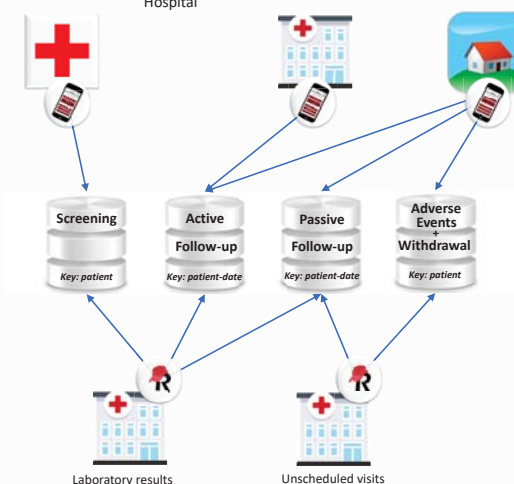 Hospital
Screening
Key: patient
Active
Follow-up
Key: patient-date
Passive
Follow-up
Key: patient-date
Adverse
Events
+
Withdrawal
Key: patient
R
R
Laboratory results
Unscheduled visits